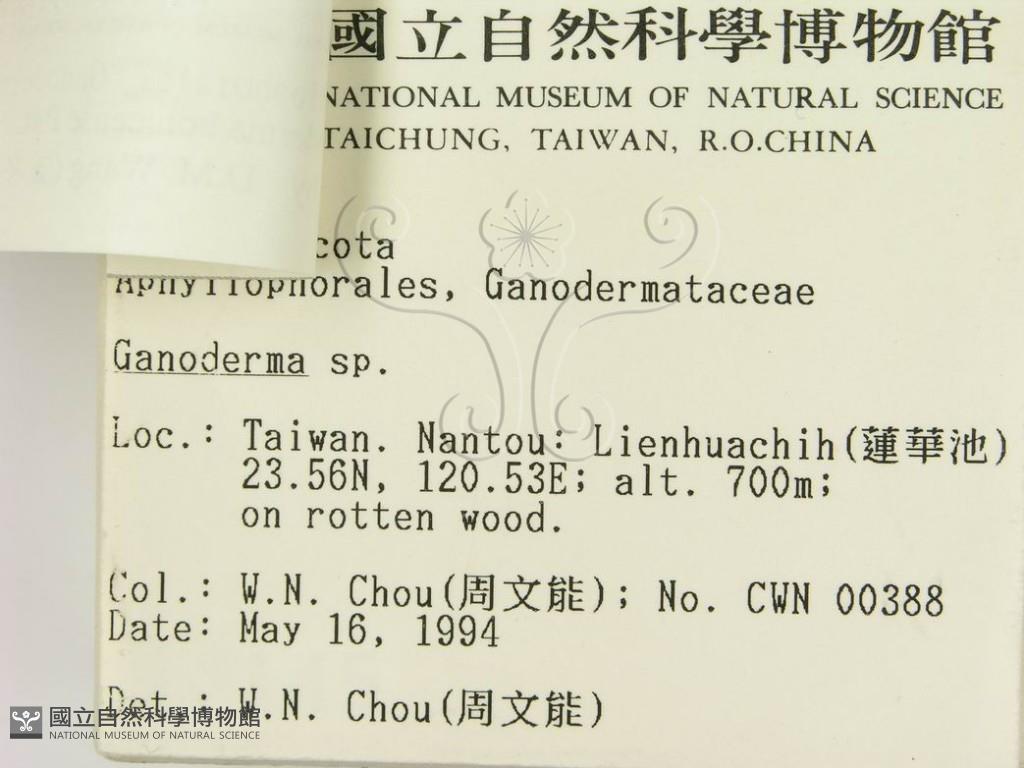 國立自然科學博物館
NATIONAL MUSEUM OF NATURAL SCIENCE
TAICHUNG, TAIWAN, R.O.CHINA
cota
Aphyllophorales, Ganodermataceae
Ganoderma sp.
Loc.: Taiwan. Nantou: Lienhuachih(蓮華池)
23.56N, 120.53E; alt. 700m;
on rotten wood.
Col.: W.N. Chou(周文能); No. CWN 00388
Date: May 16, 1994
Det.: W.N. Chou(周文能)
國立自然科學博物館
NATIONAL MUSEUM OF NATURAL SCIENCE